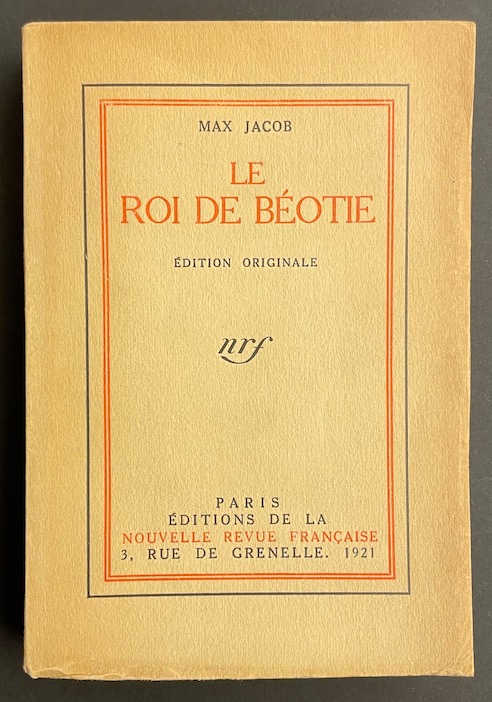 MAX JACOB
LE
ROI DE BÉOTIE
ÉDITION ORIGINALE
nrf
PARIS
ÉDITIONS DE LA
NOUVELLE REVUE FRANÇAISE
3, RUE DE GRENELLE. 1921